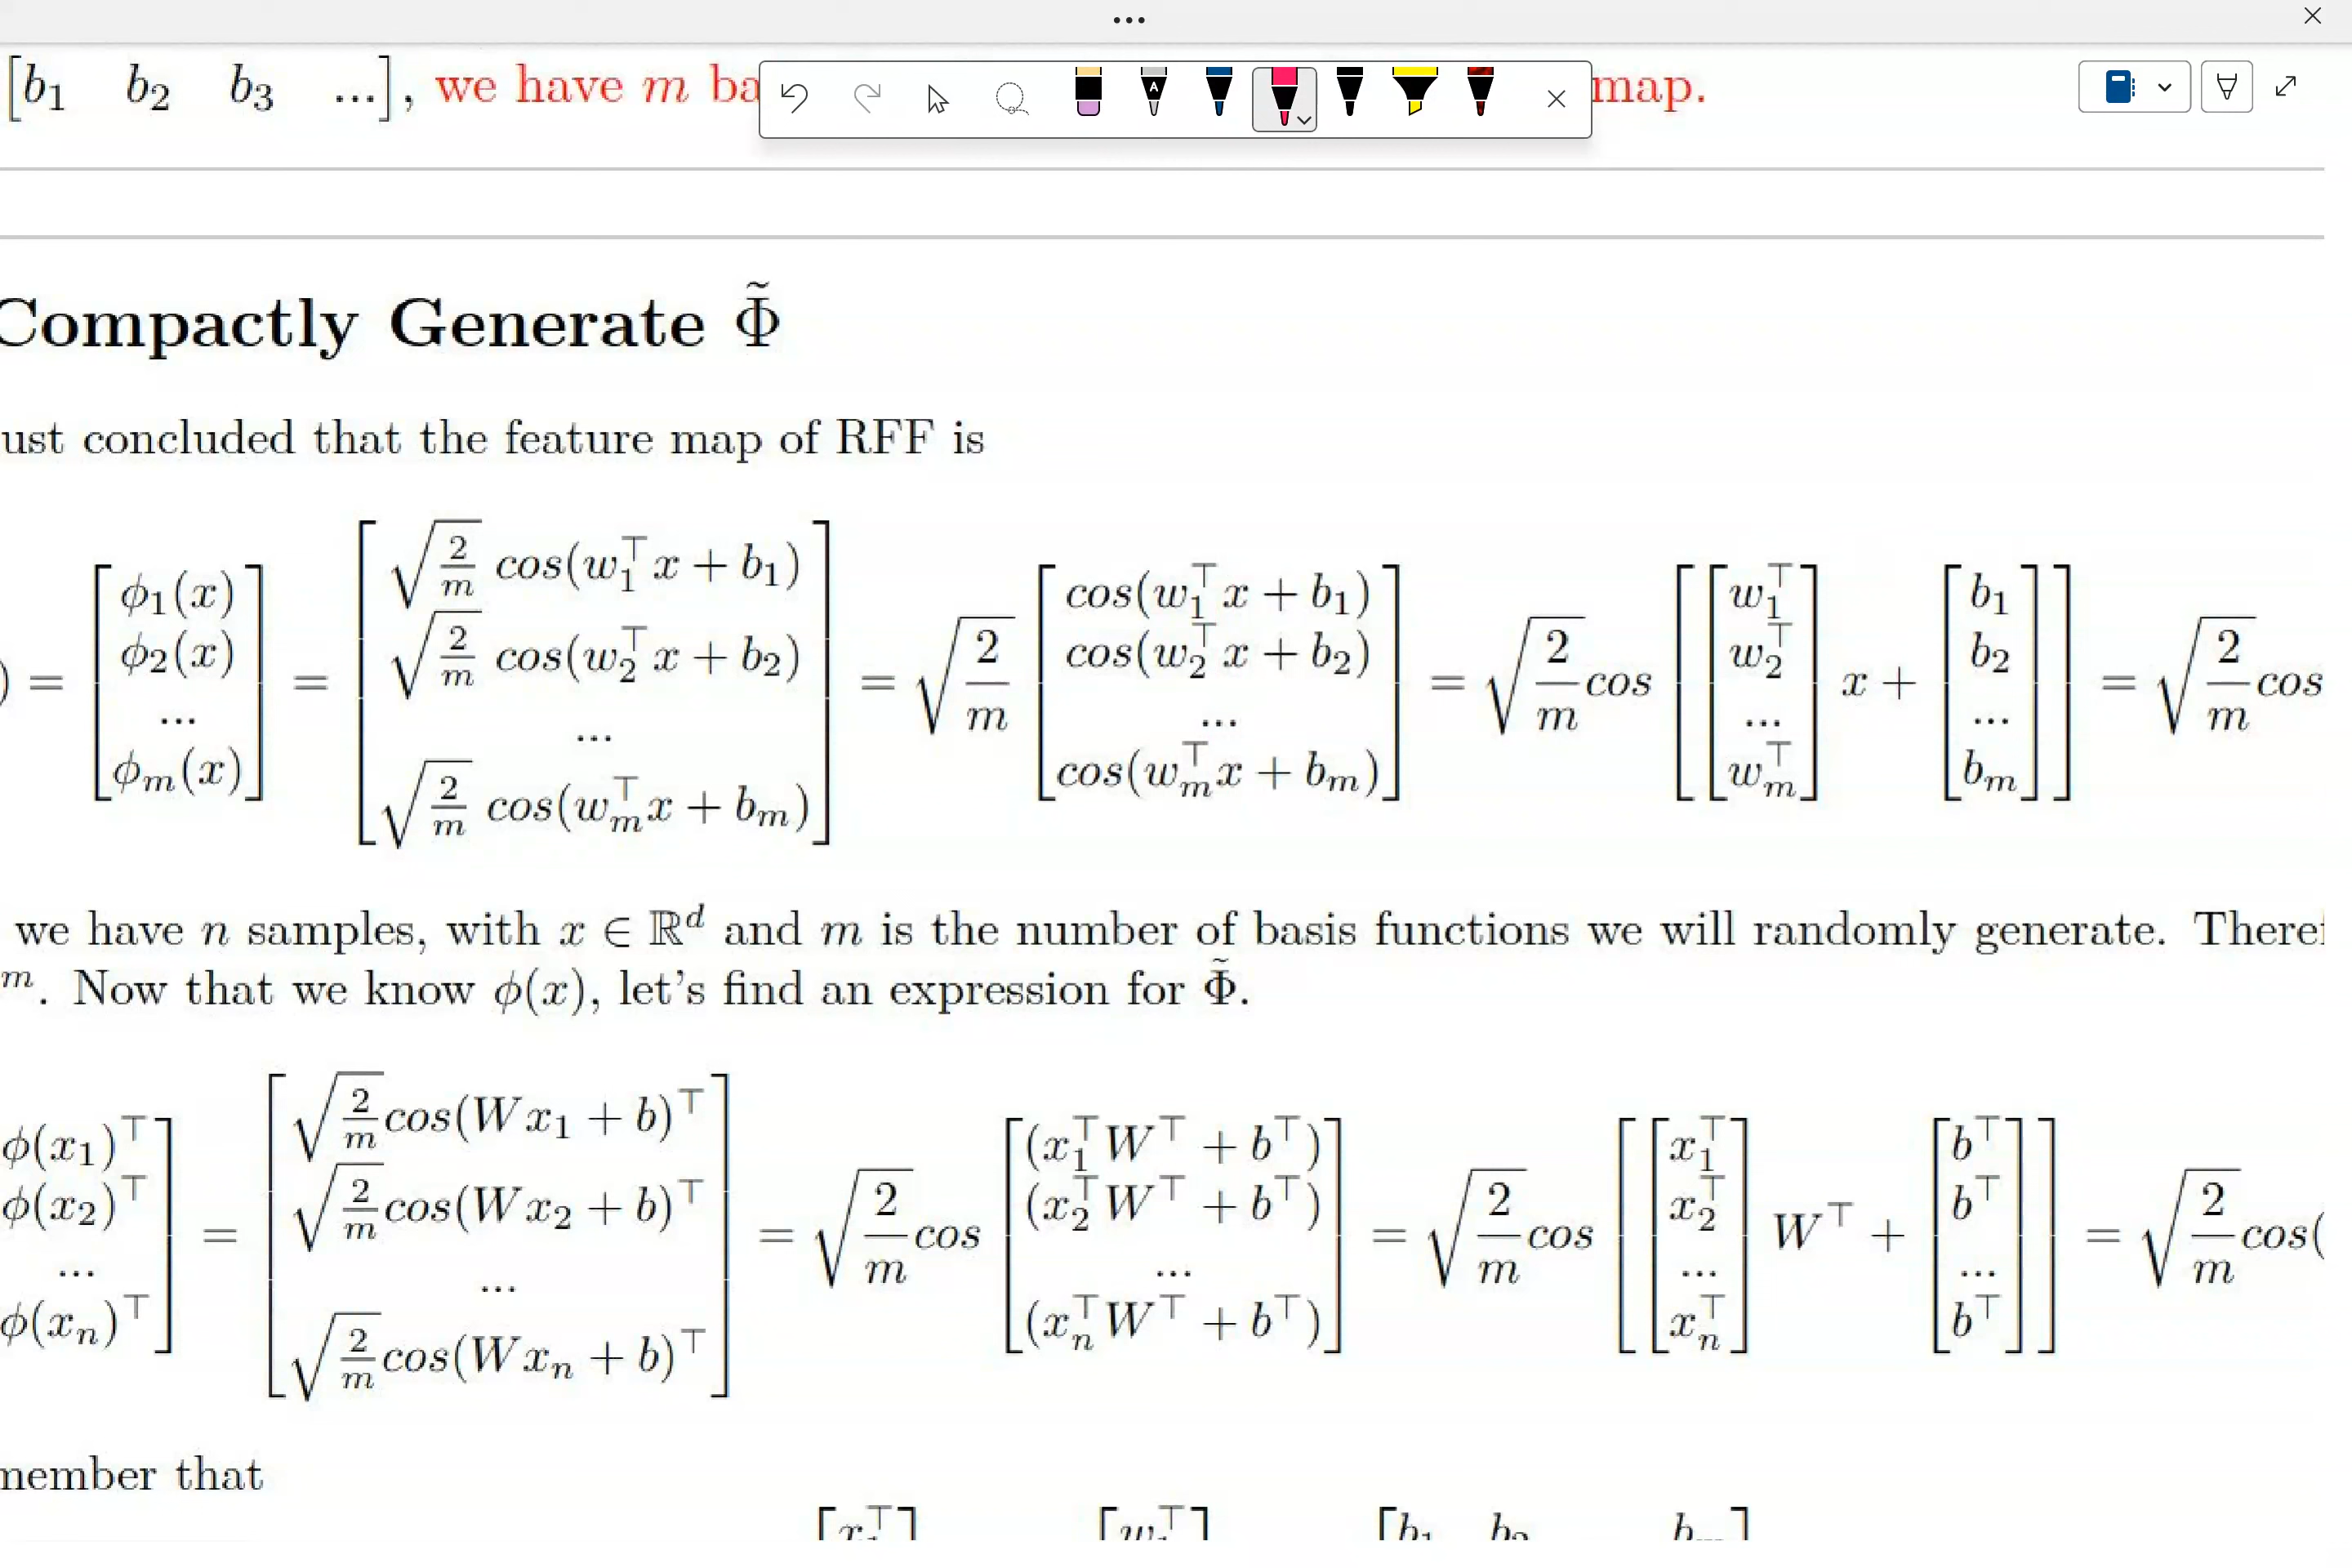 [b₁ b₂ b₃ ...], we have m ba map.
Compactly Generate Φ̃
ust concluded that the feature map of RFF is
) = [φ₁(x) φ₂(x) ... φₘ(x)] = [√(2/m) cos(w₁ᵀx + b₁) √(2/m) cos(w₂ᵀx + b₂) ... √(2/m) cos(wₘᵀx + bₘ)] = √(2/m) [cos(w₁ᵀx + b₁) cos(w₂ᵀx + b₂) ... cos(wₘᵀx + bₘ)] = √(2/m) cos [[w₁ᵀ w₂ᵀ ... wₘᵀ] x + [b₁ b₂ ... bₘ]] = √(2/m) cos
we have n samples, with x ∈ ℝᵈ and m is the number of basis functions we will randomly generate. Theref
ᵐ. Now that we know φ(x), let's find an expression for Φ̃.
φ(x₁)ᵀ φ(x₂)ᵀ ... φ(xₙ)ᵀ] = [√(2/m) cos(Wx₁ + b)ᵀ √(2/m) cos(Wx₂ + b)ᵀ ... √(2/m) cos(Wxₙ + b)ᵀ] = √(2/m) cos [(x₁ᵀWᵀ + bᵀ) (x₂ᵀWᵀ + bᵀ) ... (xₙᵀWᵀ + bᵀ)] = √(2/m) cos [[x₁ᵀ x₂ᵀ ... xₙᵀ] Wᵀ + [bᵀ bᵀ ... bᵀ]] = √(2/m) cos(
member that